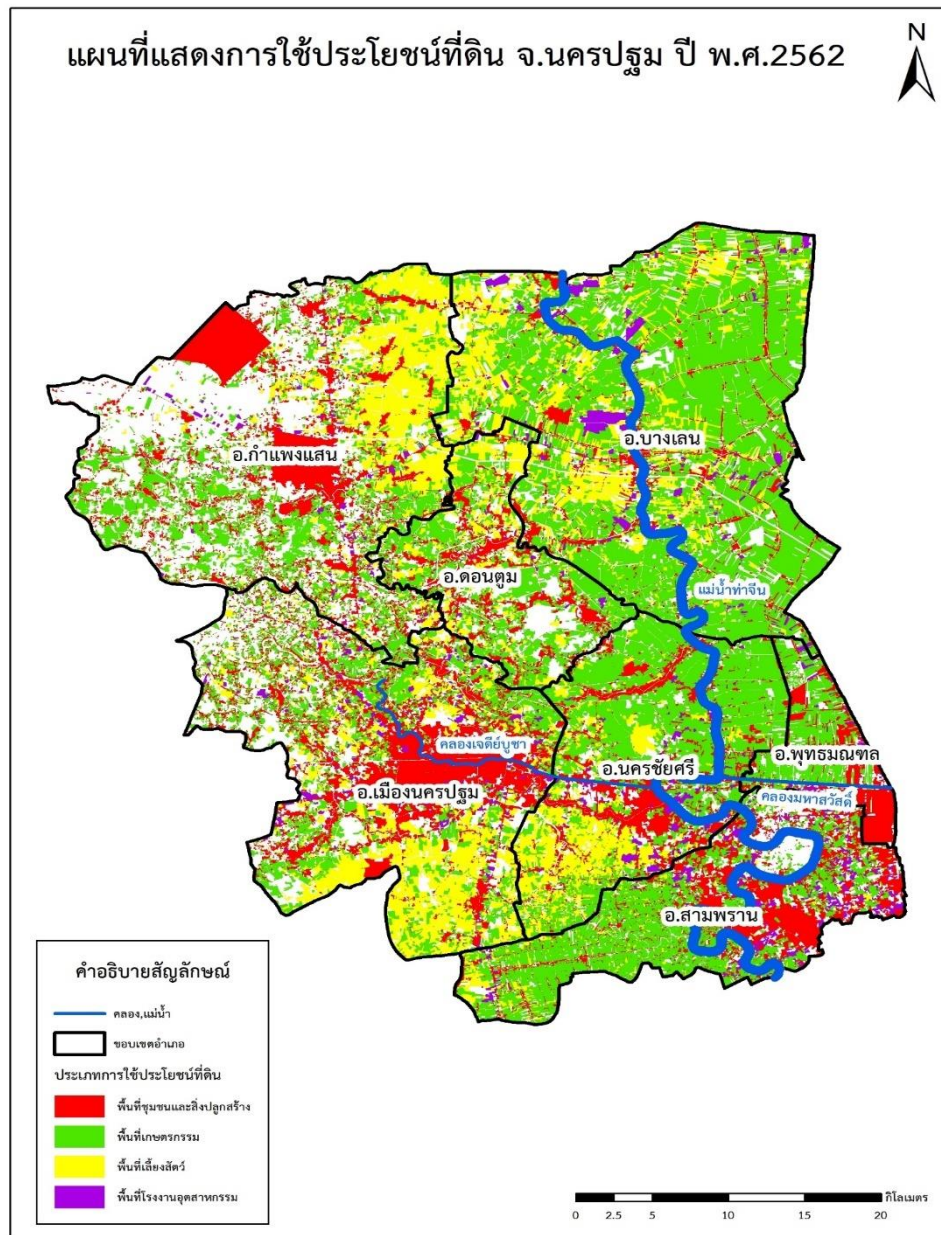 แผนที่แสดงการใช้ประโยชน์ที่ดิน จ.นครปฐม ปี พ.ศ.2562
N
อ.บางเลน
อ.กำแพงแสน
อ.ดอนตูม
แม่น้ำท่าจีน
คลองเจดีย์บูชา
อ.พุทธมณฑล
อ.นครชัยศรี
อ.เมืองนครปฐม
คลองมหาสวัสดิ์
อ.สามพราน
คำอธิบายสัญลักษณ์
คลอง,แม่น้ำ
ขอบเขตอำเภอ
ประเภทการใช้ประโยชน์ที่ดิน
พื้นที่ชุมชนและสิ่งปลูกสร้าง
พื้นที่เกษตรกรรม
พื้นที่เลี้ยงสัตว์
พื้นที่โรงงานอุตสาหกรรม
กิโลเมตร
0 2.5 5 10 15 20